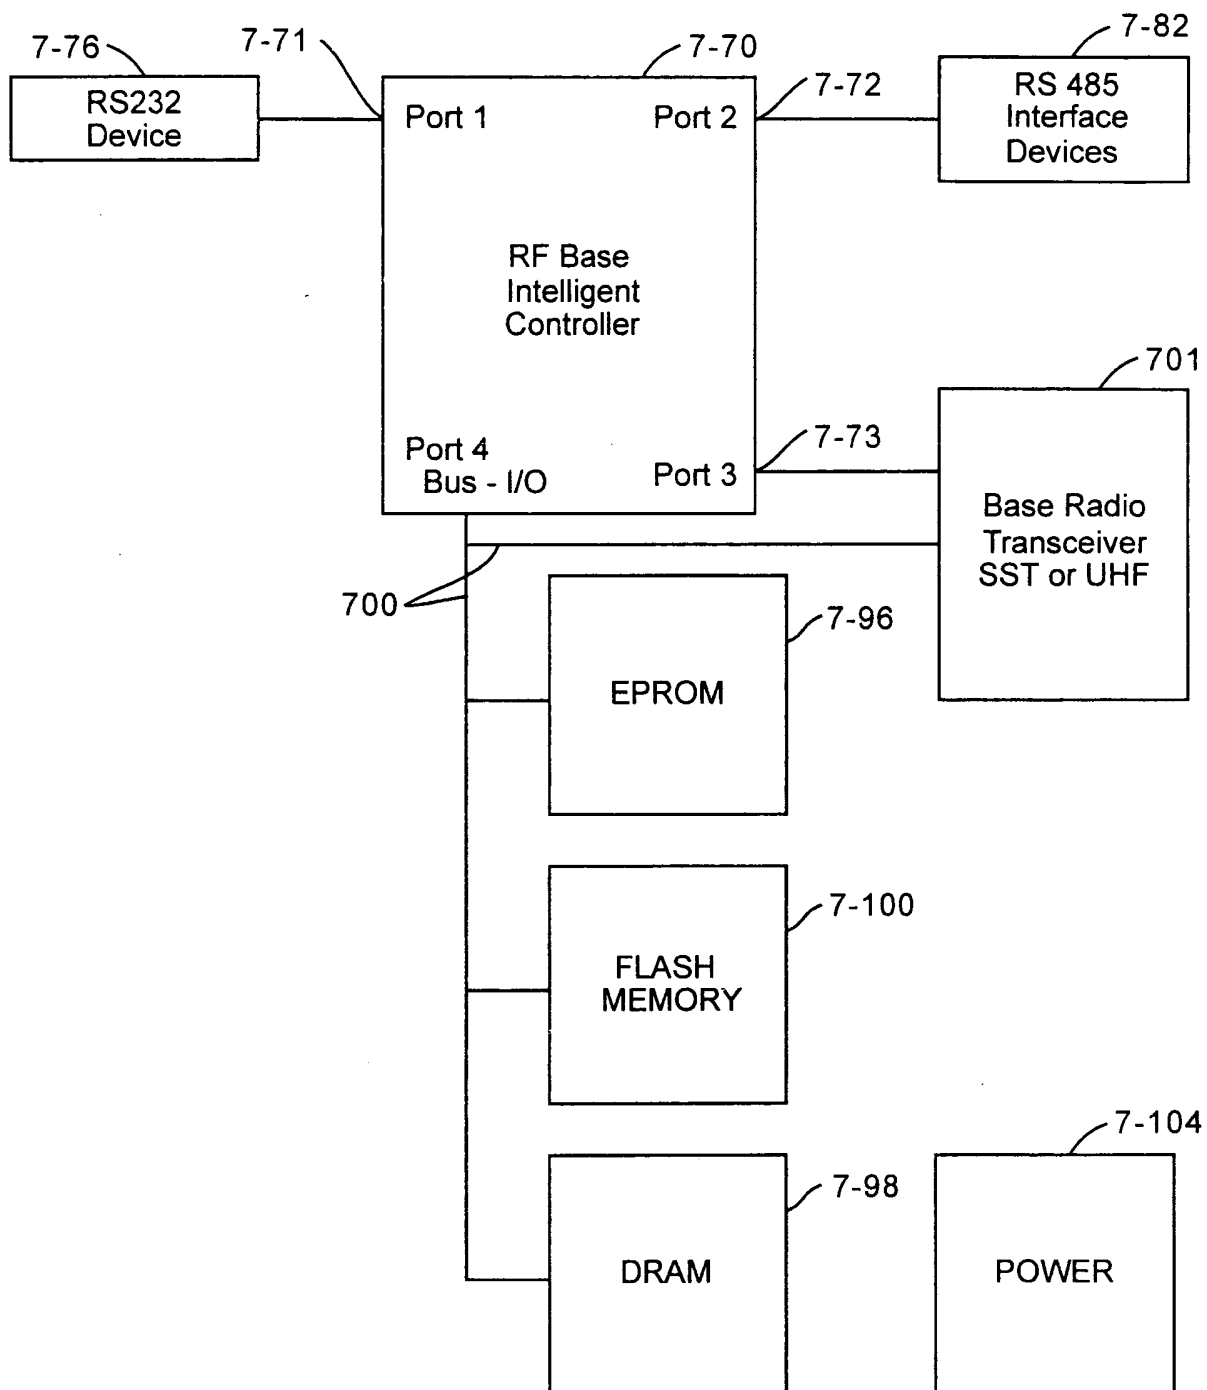 7-76
7-71
7-70
7-82
RS232
Device
Port 1
Port 2
7-72
RS 485
Interface
Devices
RF Base
Intelligent
Controller
701
Port 4
Bus - I/O
Port 3
7-73
Base Radio
Transceiver
SST or UHF
700
7-96
EPROM
7-100
FLASH
MEMORY
7-104
7-98
DRAM
POWER